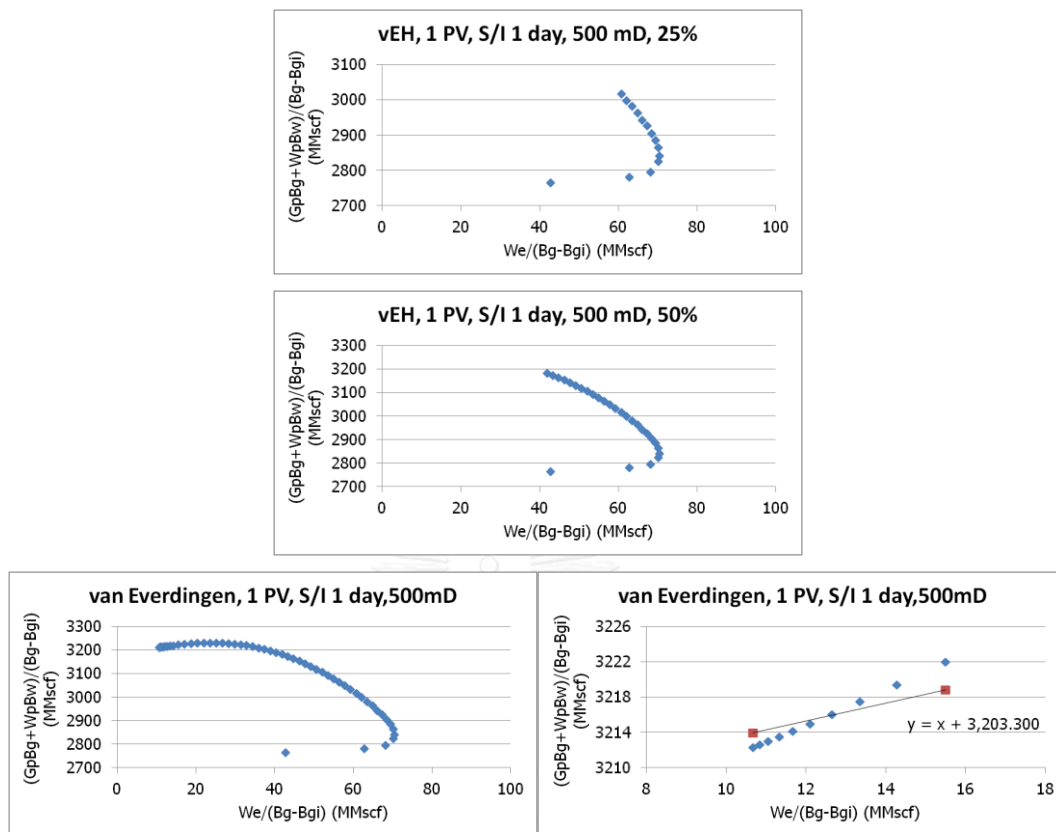 vEH, 1 PV, S/I 1 day, 500 mD, 25%
(GpBg+WpBw)/(Bg-Bgi)
(MMscf)
3100
3000
2900
2800
2700
0 20 40 60 80 100
We/(Bg-Bgi) (MMscf)
vEH, 1 PV, S/I 1 day, 500 mD, 50%
(GpBg+WpBw)/(Bg-Bgi)
(MMscf)
3300
3200
3100
3000
2900
2800
2700
0 20 40 60 80 100
We/(Bg-Bgi) (MMscf)
van Everdingen, 1 PV, S/I 1 day,500mD
(GpBg+WpBw)/(Bg-Bgi)
(MMscf)
3300
3200
3100
3000
2900
2800
2700
0 20 40 60 80 100
We/(Bg-Bgi) (MMscf)
van Everdingen, 1 PV, S/I 1 day,500mD
(GpBg+WpBw)/(Bg-Bgi)
(MMscf)
3226
3222
3218
3214
3210
y = x + 3,203.300
8 10 12 14 16 18
We/(Bg-Bgi) (MMscf)